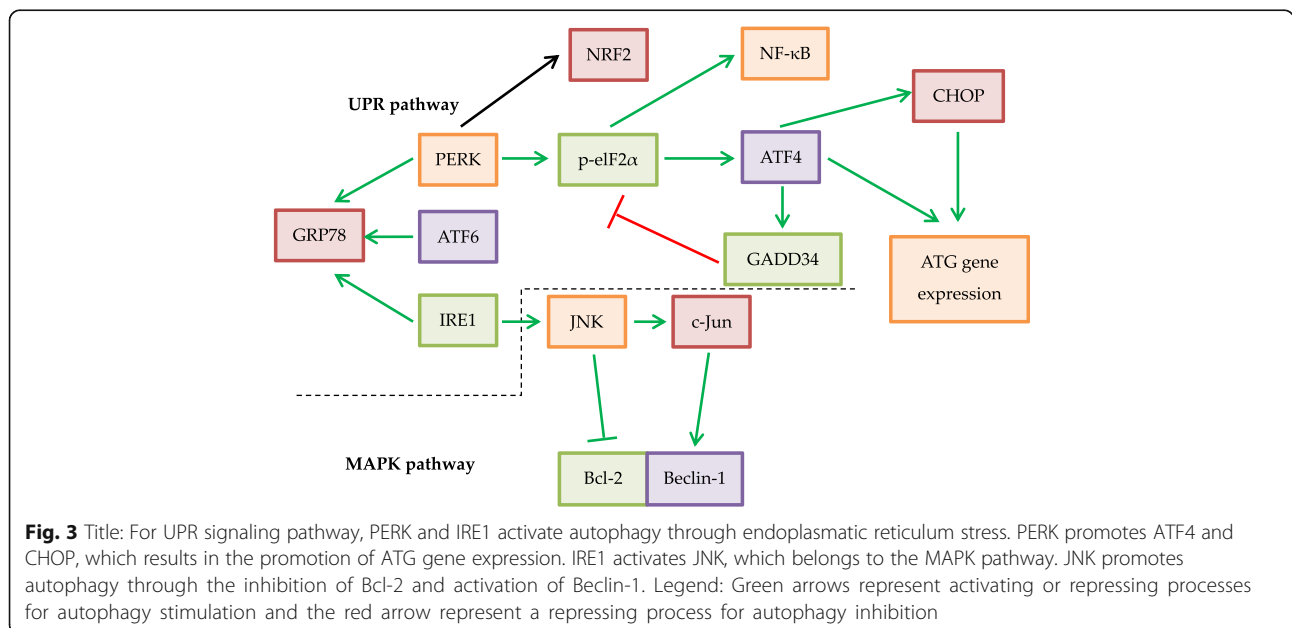 NRF2
NF-κB
CHOP
UPR pathway
PERK
p-eIF2α
ATF4
GRP78
ATF6
GADD34
ATG gene
expression
IRE1
JNK
c-Jun
MAPK pathway
Bcl-2
Beclin-1
Fig. 3 Title: For UPR signaling pathway, PERK and IRE1 activate autophagy through endoplasmatic reticulum stress. PERK promotes ATF4 and
CHOP, which results in the promotion of ATG gene expression. IRE1 activates JNK, which belongs to the MAPK pathway. JNK promotes
autophagy through the inhibition of Bcl-2 and activation of Beclin-1. Legend: Green arrows represent activating or repressing processes
for autophagy stimulation and the red arrow represent a repressing process for autophagy inhibition